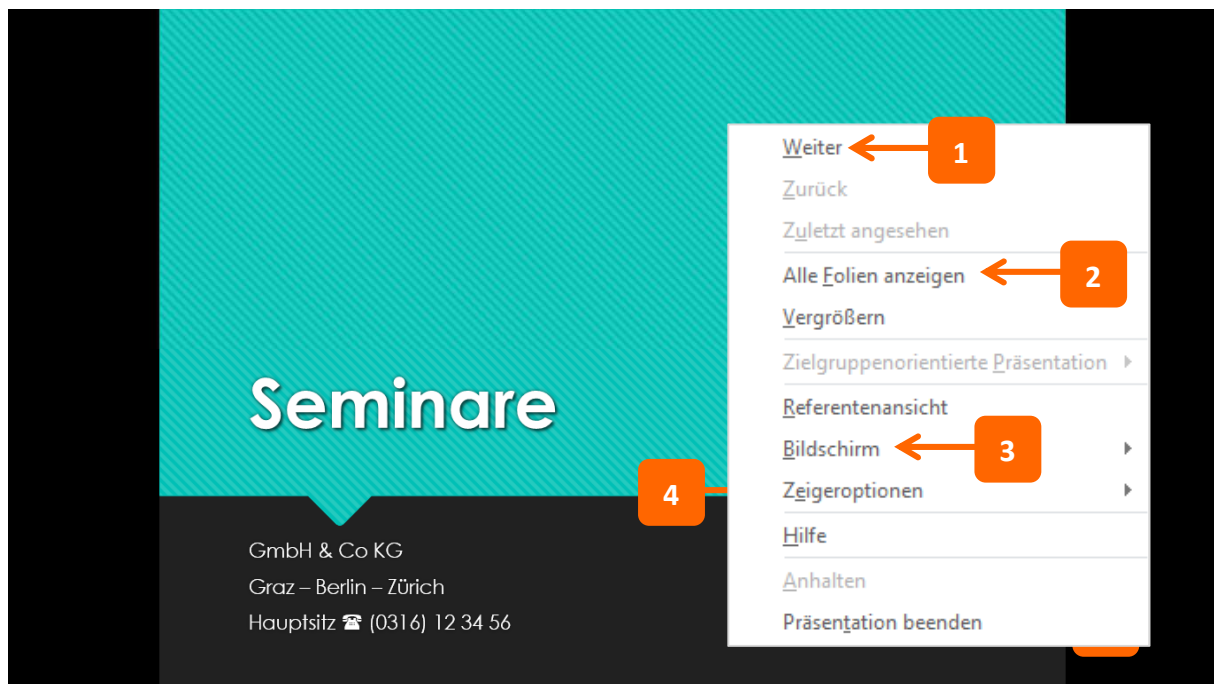 Seminare
GmbH & Co KG
Graz – Berlin – Zürich
Hauptsitz ☎ (0316) 12 34 56
Weiter
1
Zurück
Zuletzt angesehen
Alle Folien anzeigen
2
Vergrößern
Zielgruppenorientierte Präsentation
Referentenansicht
Bildschirm
3
4
Zeigeroptionen
Hilfe
Anhalten
Präsentation beenden